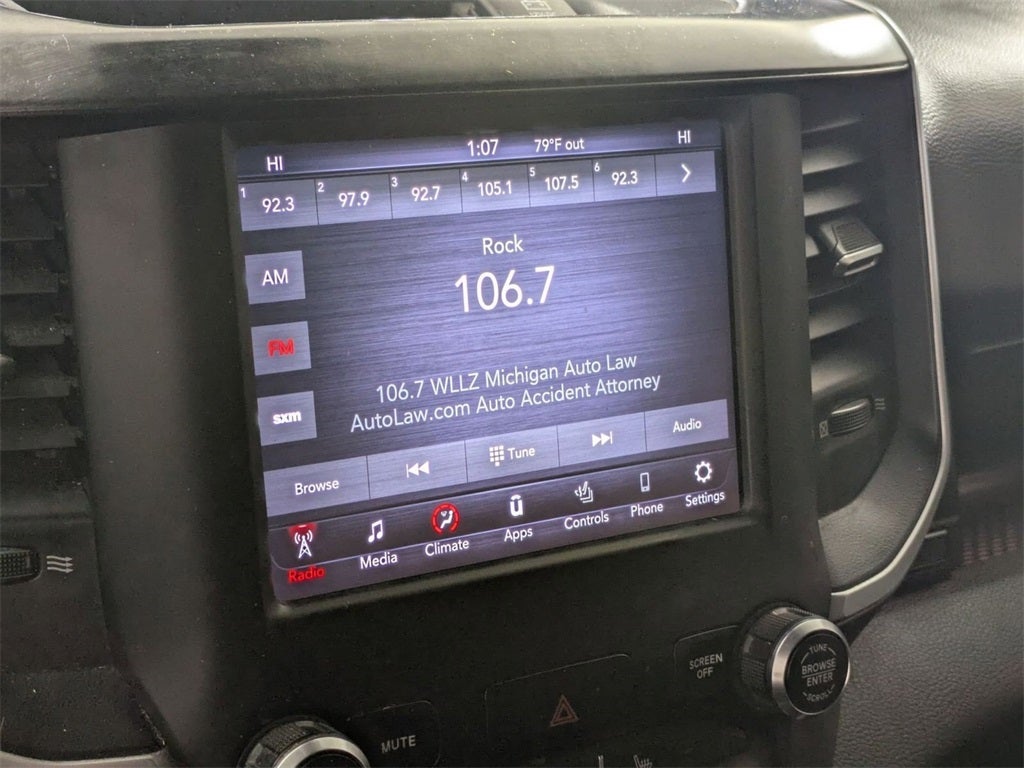 HI 1:07 79°F out HI
1 92.3 2 97.9 3 92.7 4 105.1 5 107.5 6 92.3
Rock
AM
106.7
FM
106.7 WLLZ Michigan Auto Law
AutoLaw.com Auto Accident Attorney
sxm
Browse Tune Audio
Radio Media Climate Apps Controls Phone Settings
SCREEN
OFF
TUNE
BROWSE
ENTER
SCROLL
MUTE